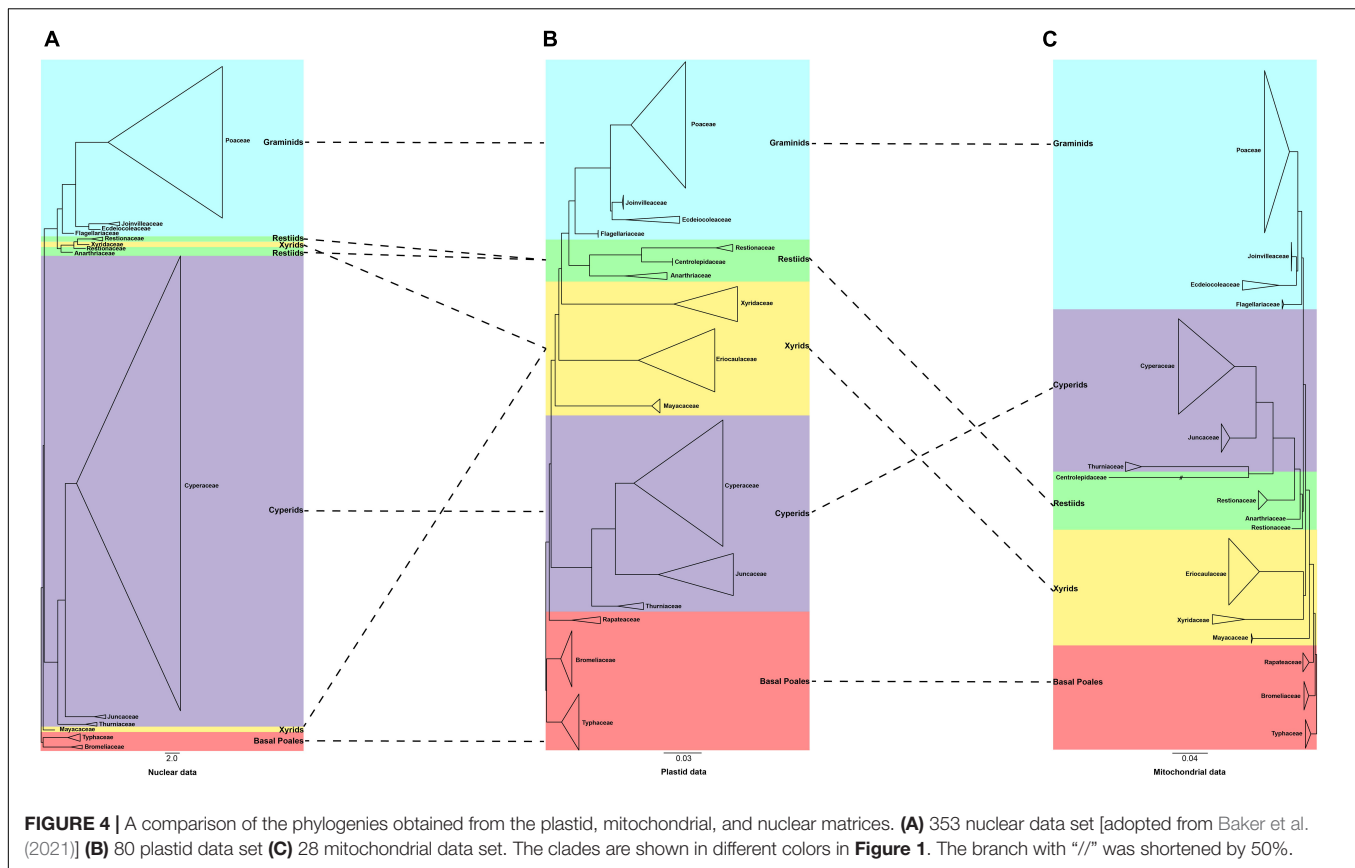 A
B
C
Poaceae
Graminids
Joinvilleaceae
Ecdeiocoleaceae
Flagellariaceae
Restionaceae
Restiids
Xyridaceae
Xyrids
Restionaceae
Restiids
Anarthriaceae
Cyperaceae
Cyperids
Juncaceae
Thurniaceae
Mayacaceae
Xyrids
Typhaceae
Basal Poales
Bromeliaceae
2.0
Nuclear data
Poaceae
Graminids
Joinvilleaceae
Ecdeiocoleaceae
Flagellariaceae
Restionaceae
Centrolepidaceae
Restiids
Anarthriaceae
Xyridaceae
Xyrids
Eriocaulaceae
Mayacaceae
Cyperaceae
Cyperids
Juncaceae
Thurniaceae
Rapateaceae
Bromeliaceae
Basal Poales
Typhaceae
0.03
Plastid data
Graminids
Poaceae
Joinvilleaceae
Ecdeiocoleaceae
Flagellariaceae
Cyperaceae
Cyperids
Juncaceae
Thurniaceae
Centrolepidaceae
//
Restionaceae
Restiids
Anarthriaceae
Restionaceae
Eriocaulaceae
Xyrids
Xyridaceae
Mayacaceae
Rapateaceae
Basal Poales
Bromeliaceae
Typhaceae
0.04
Mitochondrial data
FIGURE 4 | A comparison of the phylogenies obtained from the plastid, mitochondrial, and nuclear matrices. (A) 353 nuclear data set [adopted from Baker et al.
(2021)] (B) 80 plastid data set (C) 28 mitochondrial data set. The clades are shown in different colors in Figure 1. The branch with "//" was shortened by 50%.